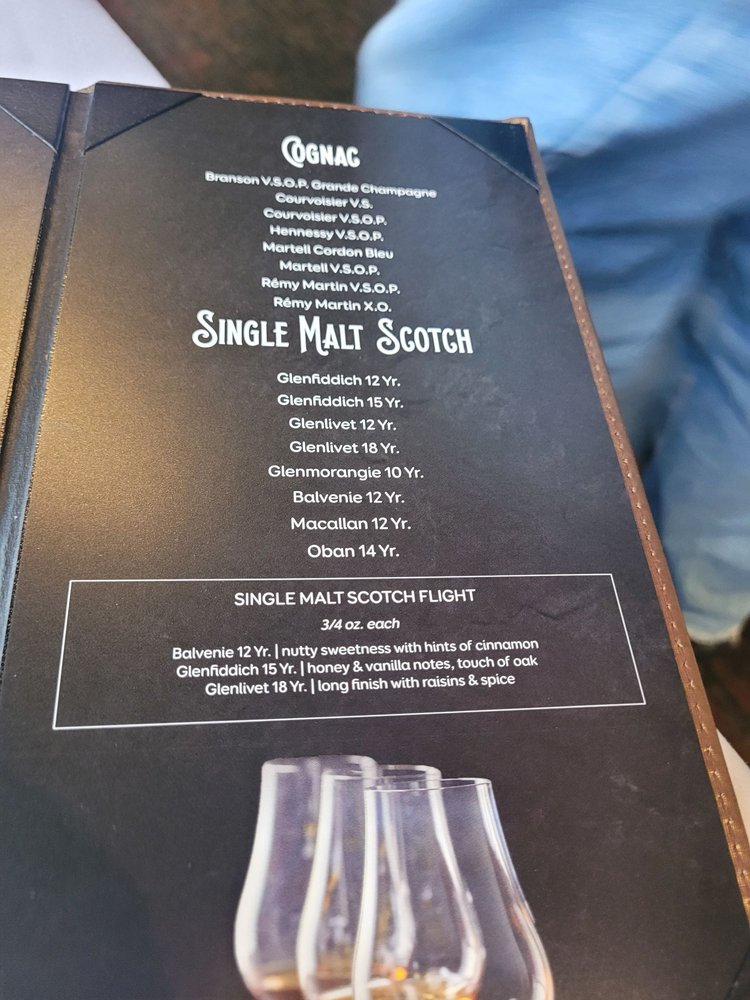 COGNAC
Branson V.S.O.P. Grande Champagne
Courvoisier V.S.
Courvoisier V.S.O.P.
Hennessy V.S.O.P.
Martell Cordon Bleu
Martell V.S.O.P.
Rémy Martin V.S.O.P.
Rémy Martin X.O.
SINGLE MALT SCOTCH
Glenfiddich 12 Yr.
Glenfiddich 15 Yr.
Glenlivet 12 Yr.
Glenlivet 18 Yr.
Glenmorangie 10 Yr.
Balvenie 12 Yr.
Macallan 12 Yr.
Oban 14 Yr.
SINGLE MALT SCOTCH FLIGHT
3/4 oz. each
Balvenie 12 Yr. | nutty sweetness with hints of cinnamon
Glenfiddich 15 Yr. | honey & vanilla notes, touch of oak
Glenlivet 18 Yr. | long finish with raisins & spice